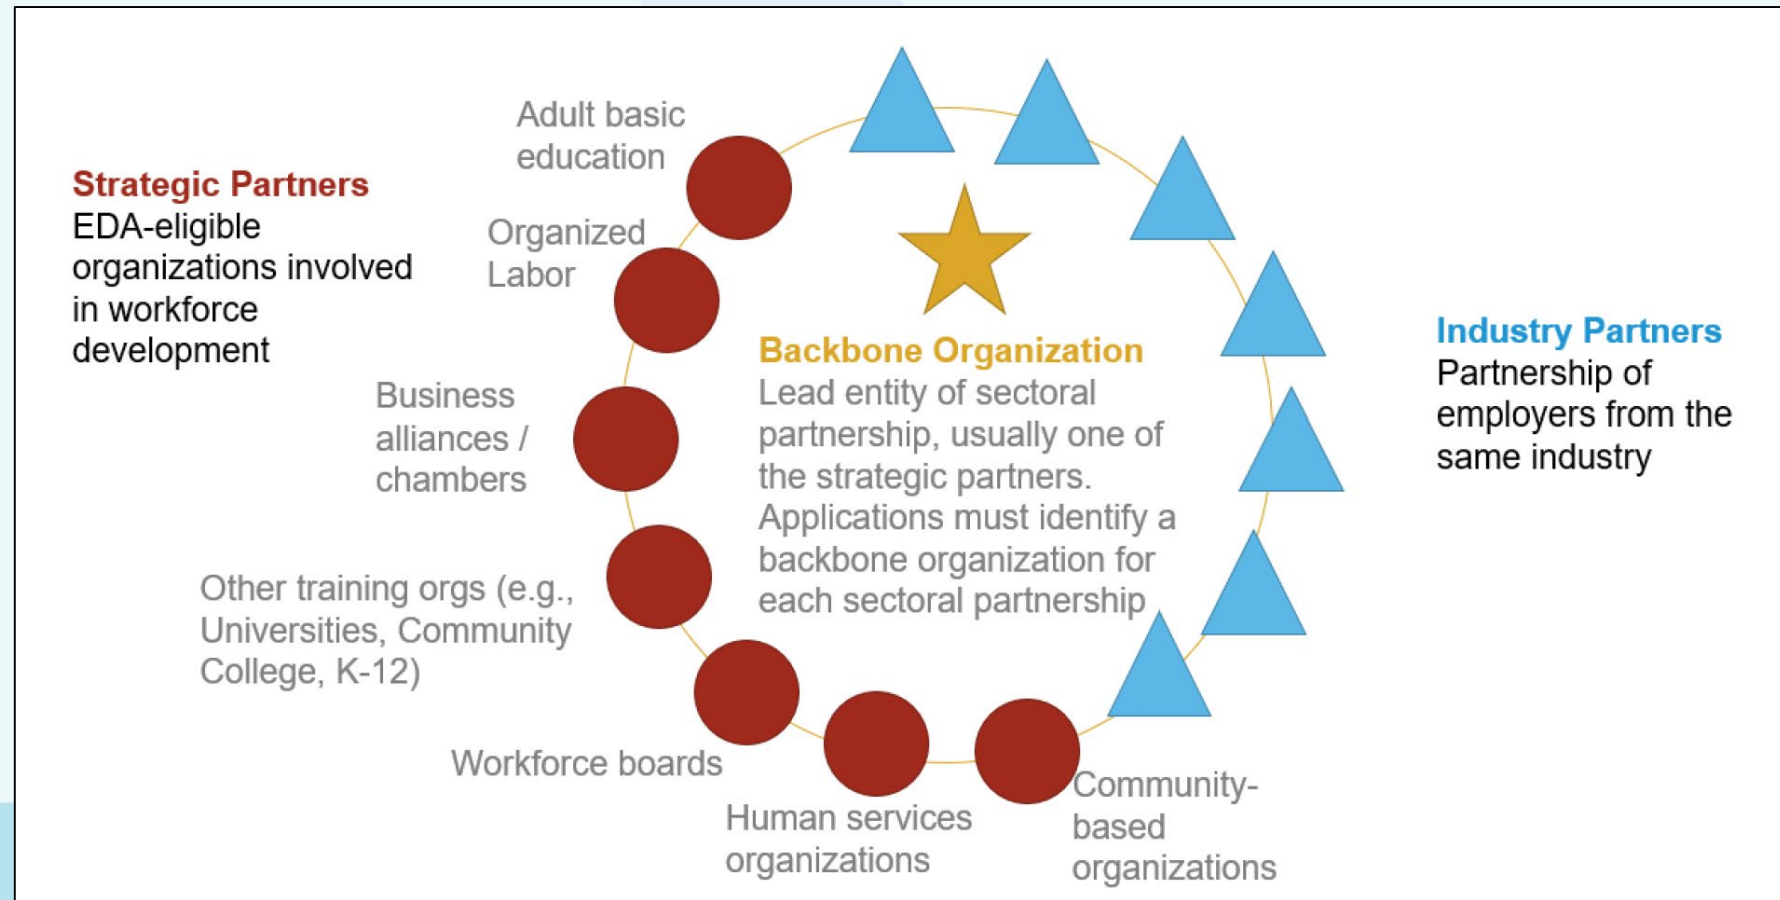 Strategic Partners
EDA-eligible
organizations involved
in workforce
development
Adult basic
education
Organized
Labor
Business
alliances /
chambers
Other training orgs (e.g.,
Universities, Community
College, K-12)
Workforce boards
Human services
organizations
Community-
based
organizations
Backbone Organization
Lead entity of sectoral
partnership, usually one of
the strategic partners.
Applications must identify a
backbone organization for
each sectoral partnership
Industry Partners
Partnership of
employers from the
same industry